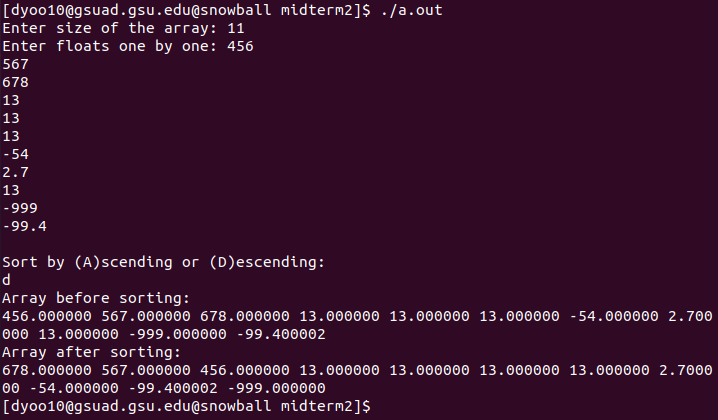 [dyoo10@gsuad.gsu.edu@snowball midterm2]$ ./a.out
Enter size of the array: 11
Enter floats one by one: 456
567
678
13
13
13
-54
2.7
13
-999
-99.4
Sort by (A)scending or (D)escending:
d
Array before sorting:
456.000000 567.000000 678.000000 13.000000 13.000000 13.000000 -54.000000 2.700
000 13.000000 -999.000000 -99.400002
Array after sorting:
678.000000 567.000000 456.000000 13.000000 13.000000 13.000000 13.000000 2.7000
00 -54.000000 -99.400002 -999.000000
[dyoo10@gsuad.gsu.edu@snowball midterm2]$